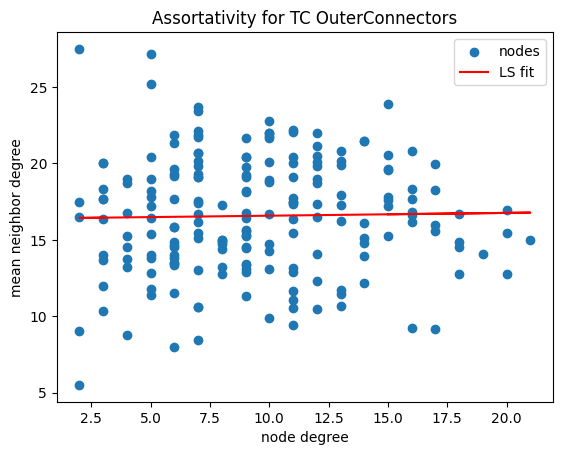 Assortativity for TC OuterConnectors
nodes
LS fit
mean neighbor degree
25
20
15
10
5
2.5 5.0 7.5 10.0 12.5 15.0 17.5 20.0
node degree